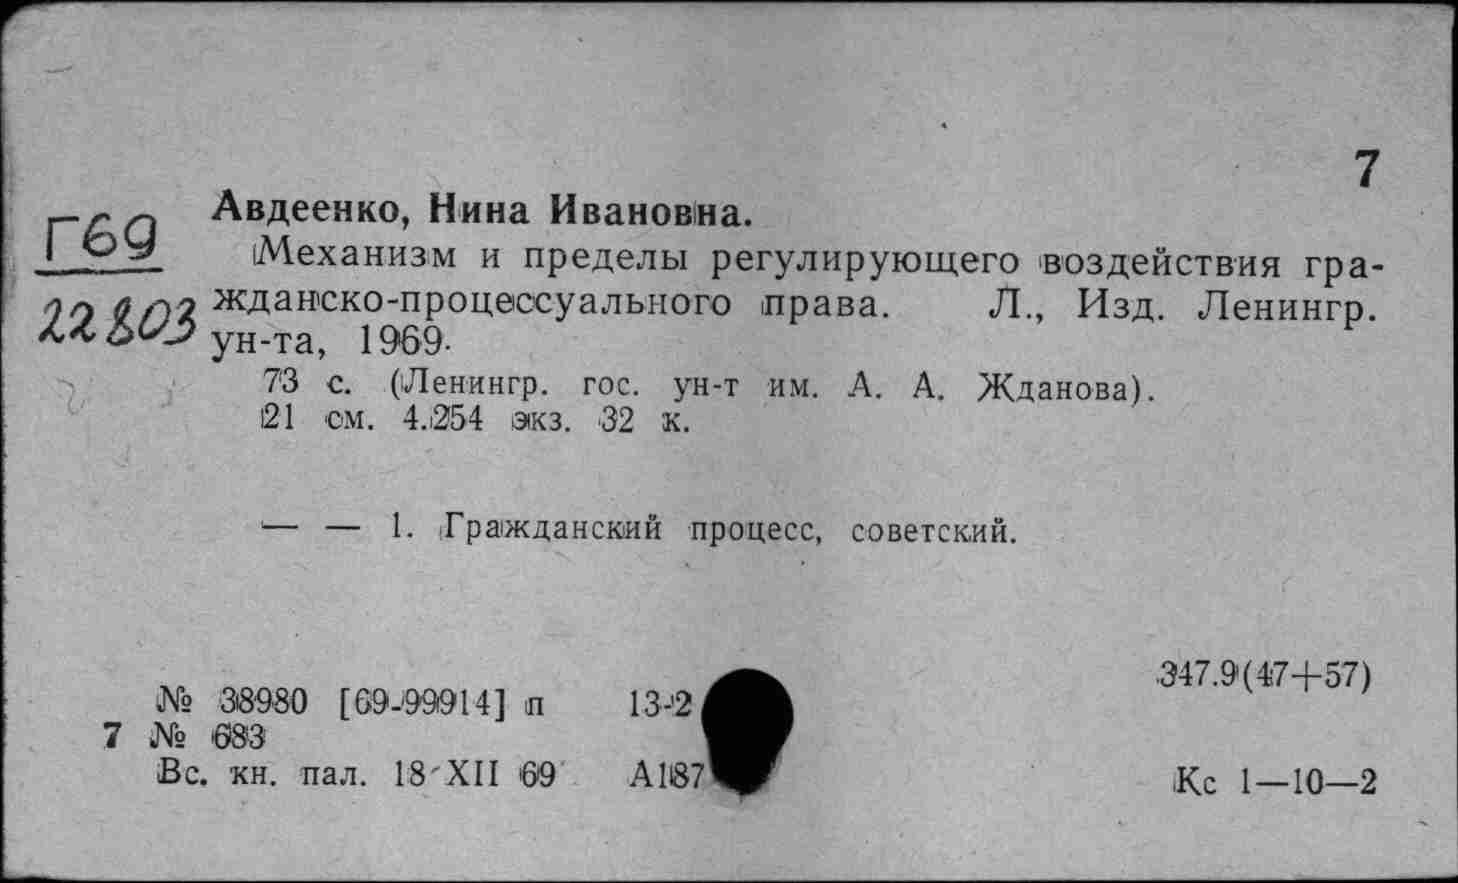 7
Г69
22803
Авдеенко, Нина Ивановна.
Механизм и пределы регулирующего воздействия гра-
жданско-процессуального права. Л., Изд. Ленингр.
ун-та, 1969.
73 с. (Ленингр. гос. ун-т им. А. А. Жданова).
21 см. 4.254 экз. 32 к.
— — 1. Гражданский процесс, советский.
347.9(47+57)
№ 38980 [69-99914] п 13-2
7 № 683
Вс. кн. пал. 18-XII 69 А187
Кс 1—10—2